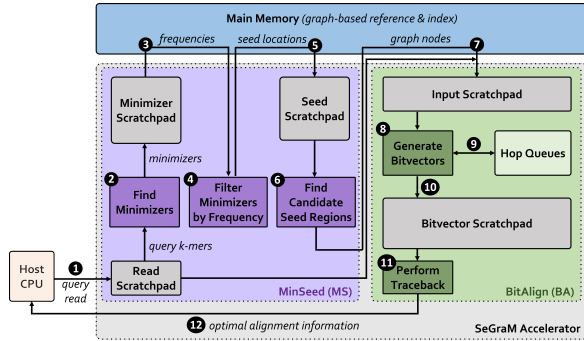 Main Memory (graph-based reference & index)
3 frequencies
seed locations 5
graph nodes 7
Minimizer
Scratchpad
Seed
Scratchpad
Input Scratchpad
8
Generate
Bitvectors
9
Hop Queues
minimizers
2
Find
Minimizers
4
Filter
Minimizers
by Frequency
6
Find
Candidate
Seed Regions
10
Bitvector Scratchpad
query k-mers
Host
CPU
1
query
read
Read
Scratchpad
11
Perform
Traceback
MinSeed (MS)
BitAlign (BA)
12 optimal alignment information
SeGraM Accelerator